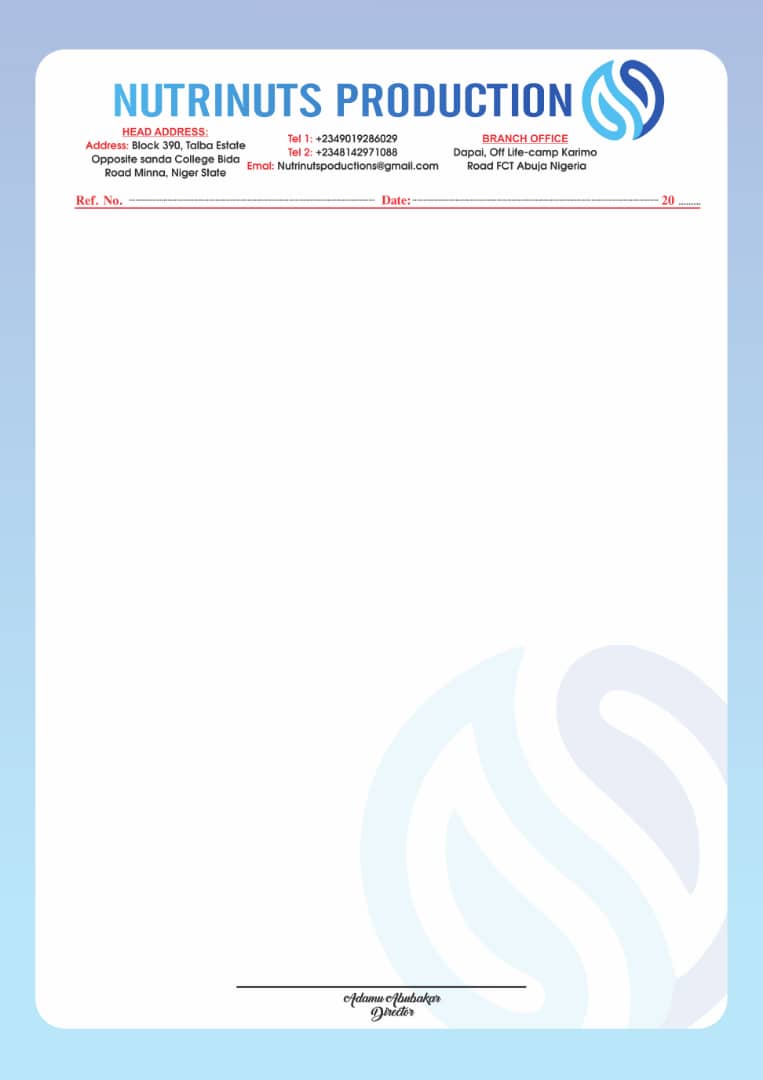 NUTRINUTS PRODUCTION
HEAD ADDRESS:
Address: Block 390, Talba Estate
Opposite sanda College Bida
Road Minna, Niger State
Tel 1: +2349019286029
Tel 2: +2348142971088
Emal: Nutrinutspoductions@gmail.com
BRANCH OFFICE
Dapai, Off Life-camp Karimo
Road FCT Abuja Nigeria
Ref. No. Date: 20
Adamu Abubakar
Director